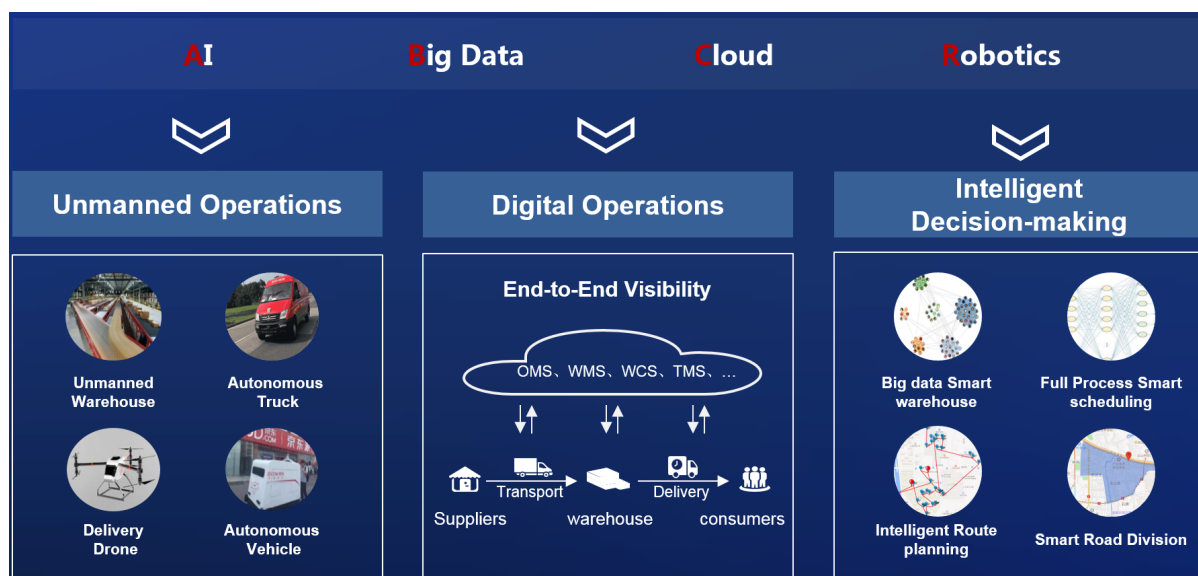 AI
Big Data
Cloud
Robotics
Unmanned Operations
Digital Operations
Intelligent
Decision-making
Unmanned
Warehouse
Autonomous
Truck
Delivery
Drone
Autonomous
Vehicle
End-to-End Visibility
OMS、WMS、WCS、TMS、...
Transport
Delivery
Suppliers
warehouse
consumers
Big data Smart
warehouse
Full Process Smart
scheduling
Intelligent Route
planning
Smart Road Division